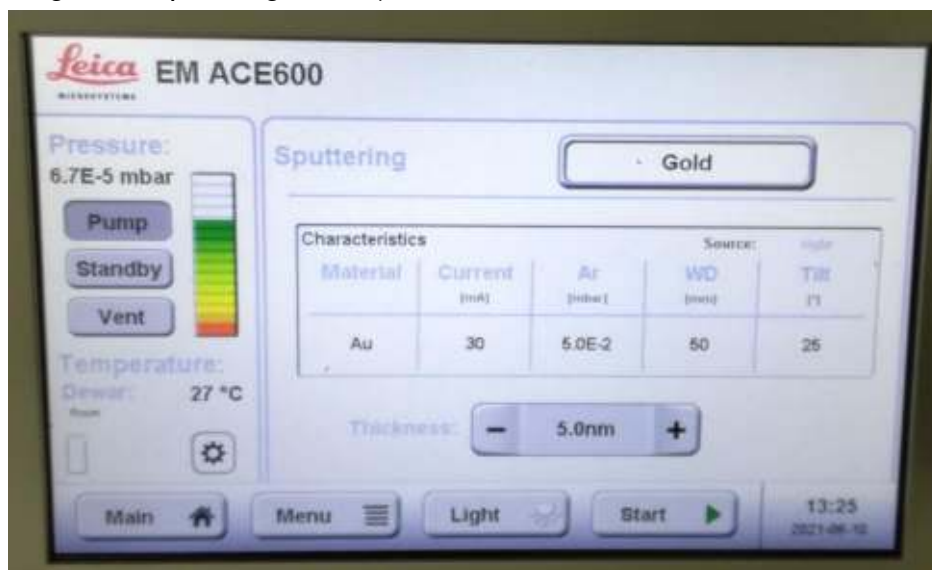 Leica EM ACE600
MICROSYSTEMS
Pressure:
6.7E-5 mbar
Pump
Standby
Vent
Temperature:
Dewar: 27 °C
Room
Sputtering Gold
Characteristics Source:
Material Current Ar WD Tilt
[mA] [mbar] [mm] [°]
Au 30 5.0E-2 50 25
Thickness: − 5.0nm +
Main Menu Light Start 13:25